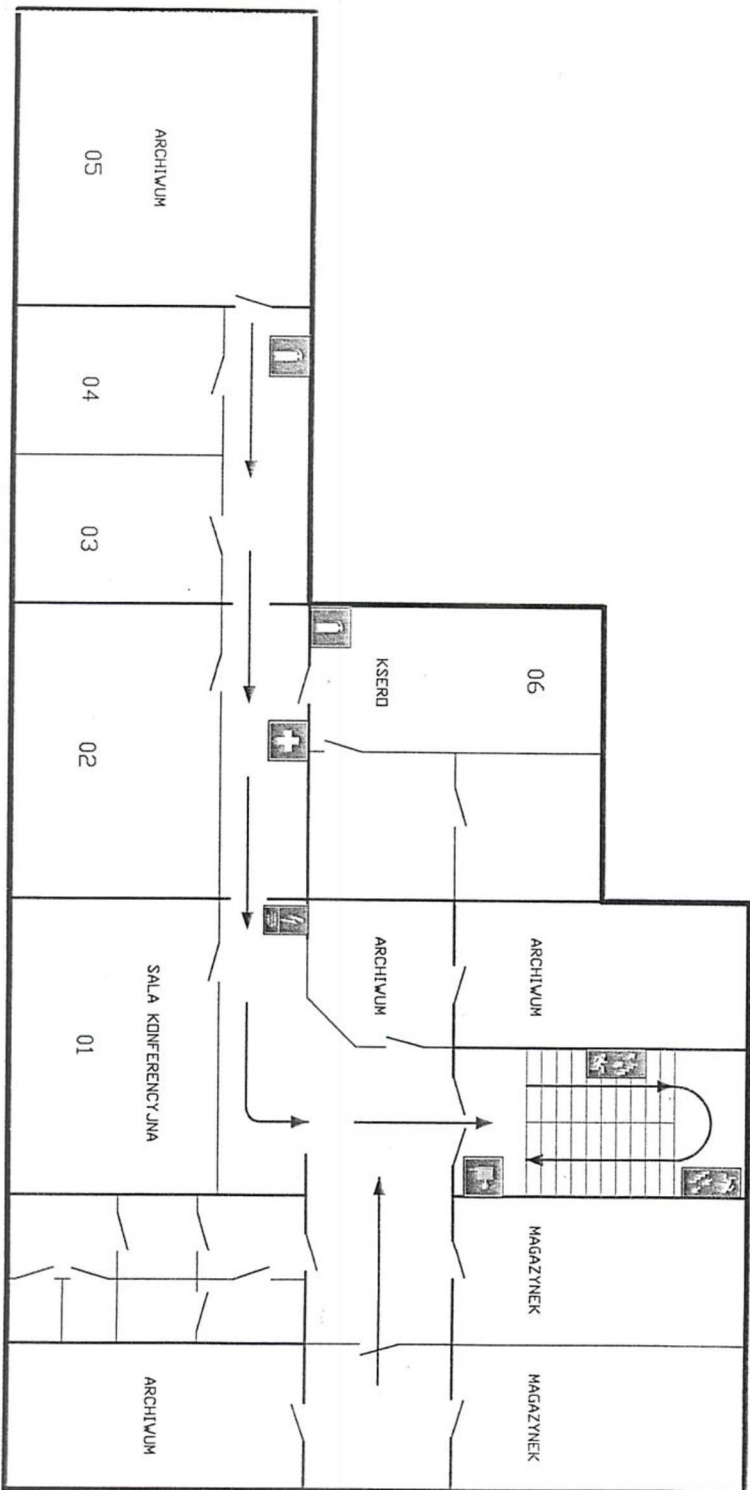 06
ARCHIWUM
MAGAZYNEK
MAGAZYNEK
KSERO
ARCHIWUM
ARCHIWUM
SALA KONFERENCYJNA
ARCHIWUM
05
04
03
02
01